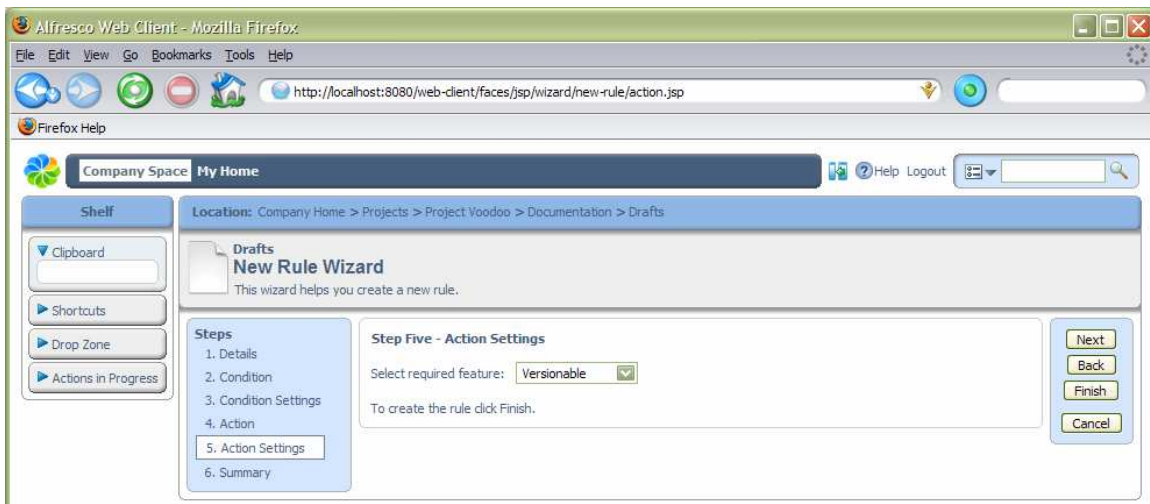 Alfresco Web Client - Mozilla Firefox
File Edit View Go Bookmarks Tools Help
http://localhost:8080/web-client/faces/jsp/wizard/new-rule/action.jsp
Firefox Help
Company Space My Home
Help Logout
Shelf
Location: Company Home > Projects > Project Voodoo > Documentation > Drafts
Clipboard
Shortcuts
Drop Zone
Actions in Progress
Drafts
New Rule Wizard
This wizard helps you create a new rule.
Steps
1. Details
2. Condition
3. Condition Settings
4. Action
5. Action Settings
6. Summary
Step Five - Action Settings
Select required feature: Versionable
To create the rule click Finish.
Next
Back
Finish
Cancel